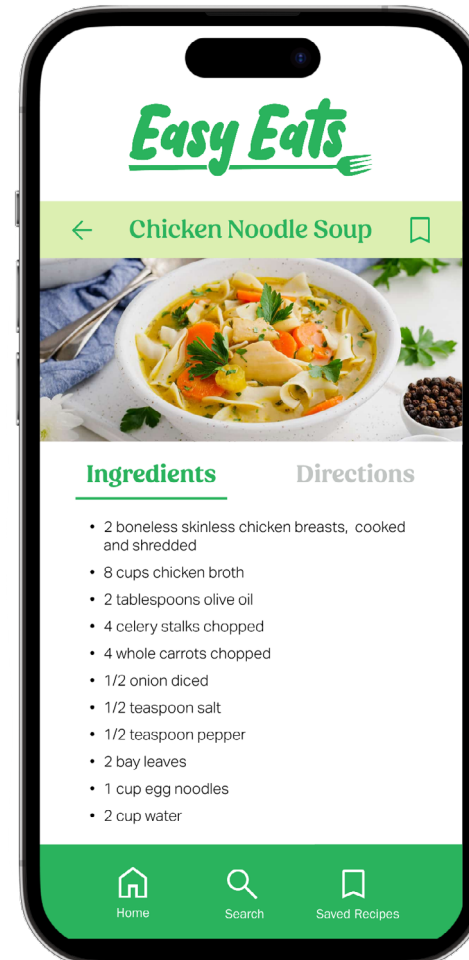 Easy Eats
Chicken Noodle Soup
Ingredients
Directions
• 2 boneless skinless chicken breasts, cooked
and shredded
• 8 cups chicken broth
• 2 tablespoons olive oil
• 4 celery stalks chopped
• 4 whole carrots chopped
• 1/2 onion diced
• 1/2 teaspoon salt
• 1/2 teaspoon pepper
• 2 bay leaves
• 1 cup egg noodles
• 2 cup water
Home
Search
Saved Recipes